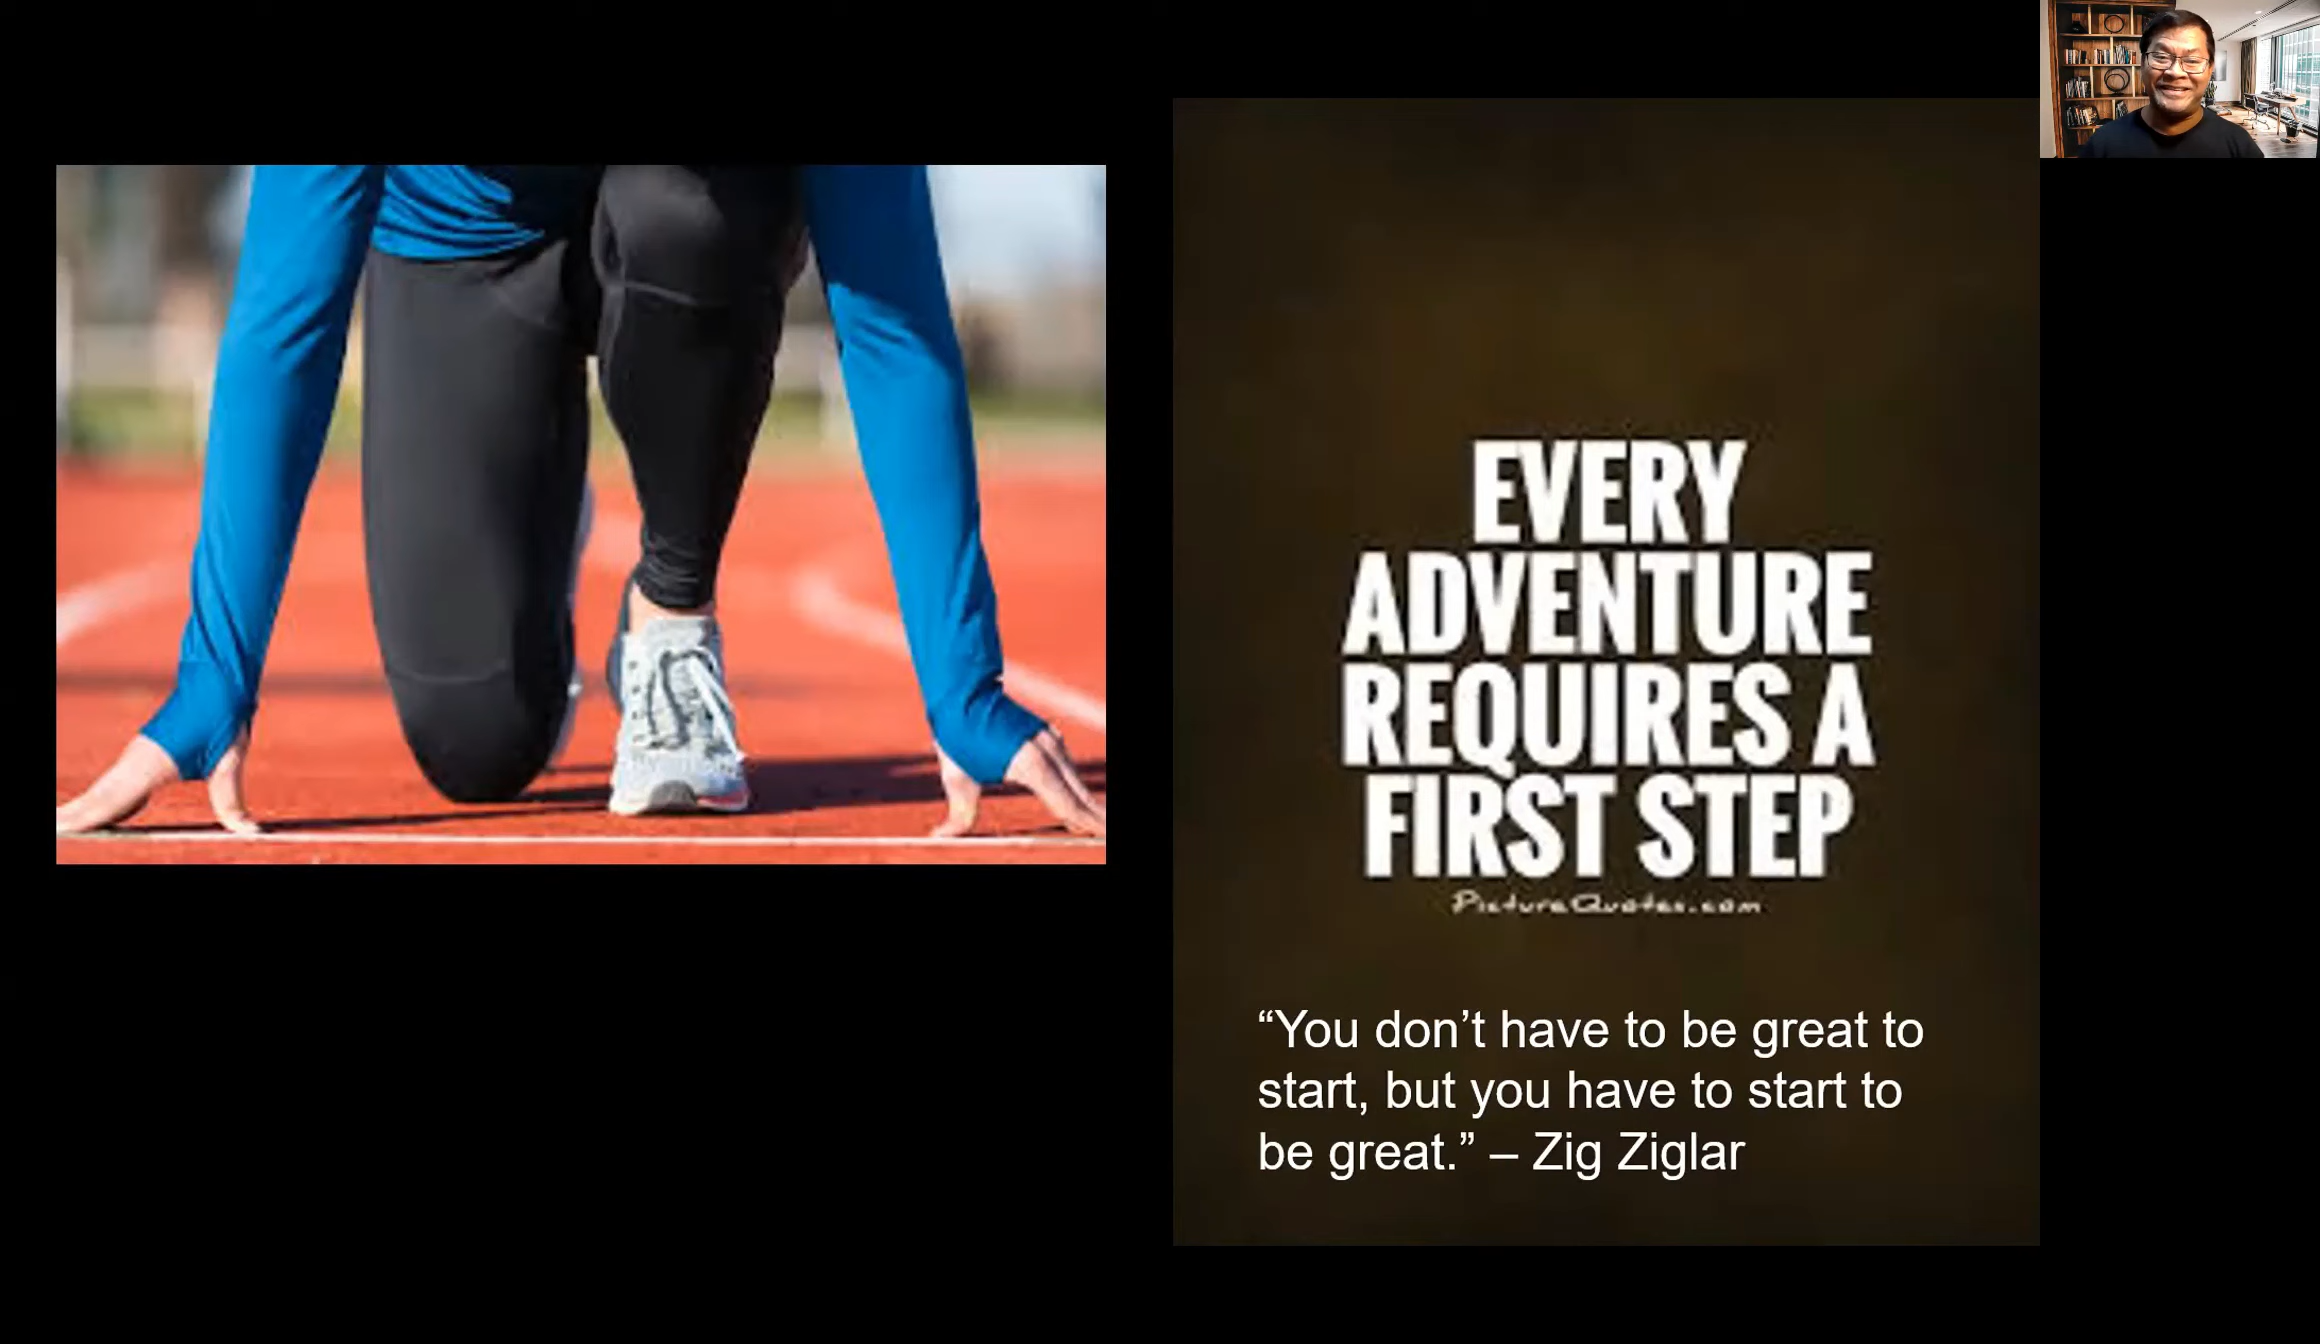 EVERY
ADVENTURE
REQUIRES A
FIRST STEP
PictureQuotes.com
“You don’t have to be great to
start, but you have to start to
be great.” – Zig Ziglar